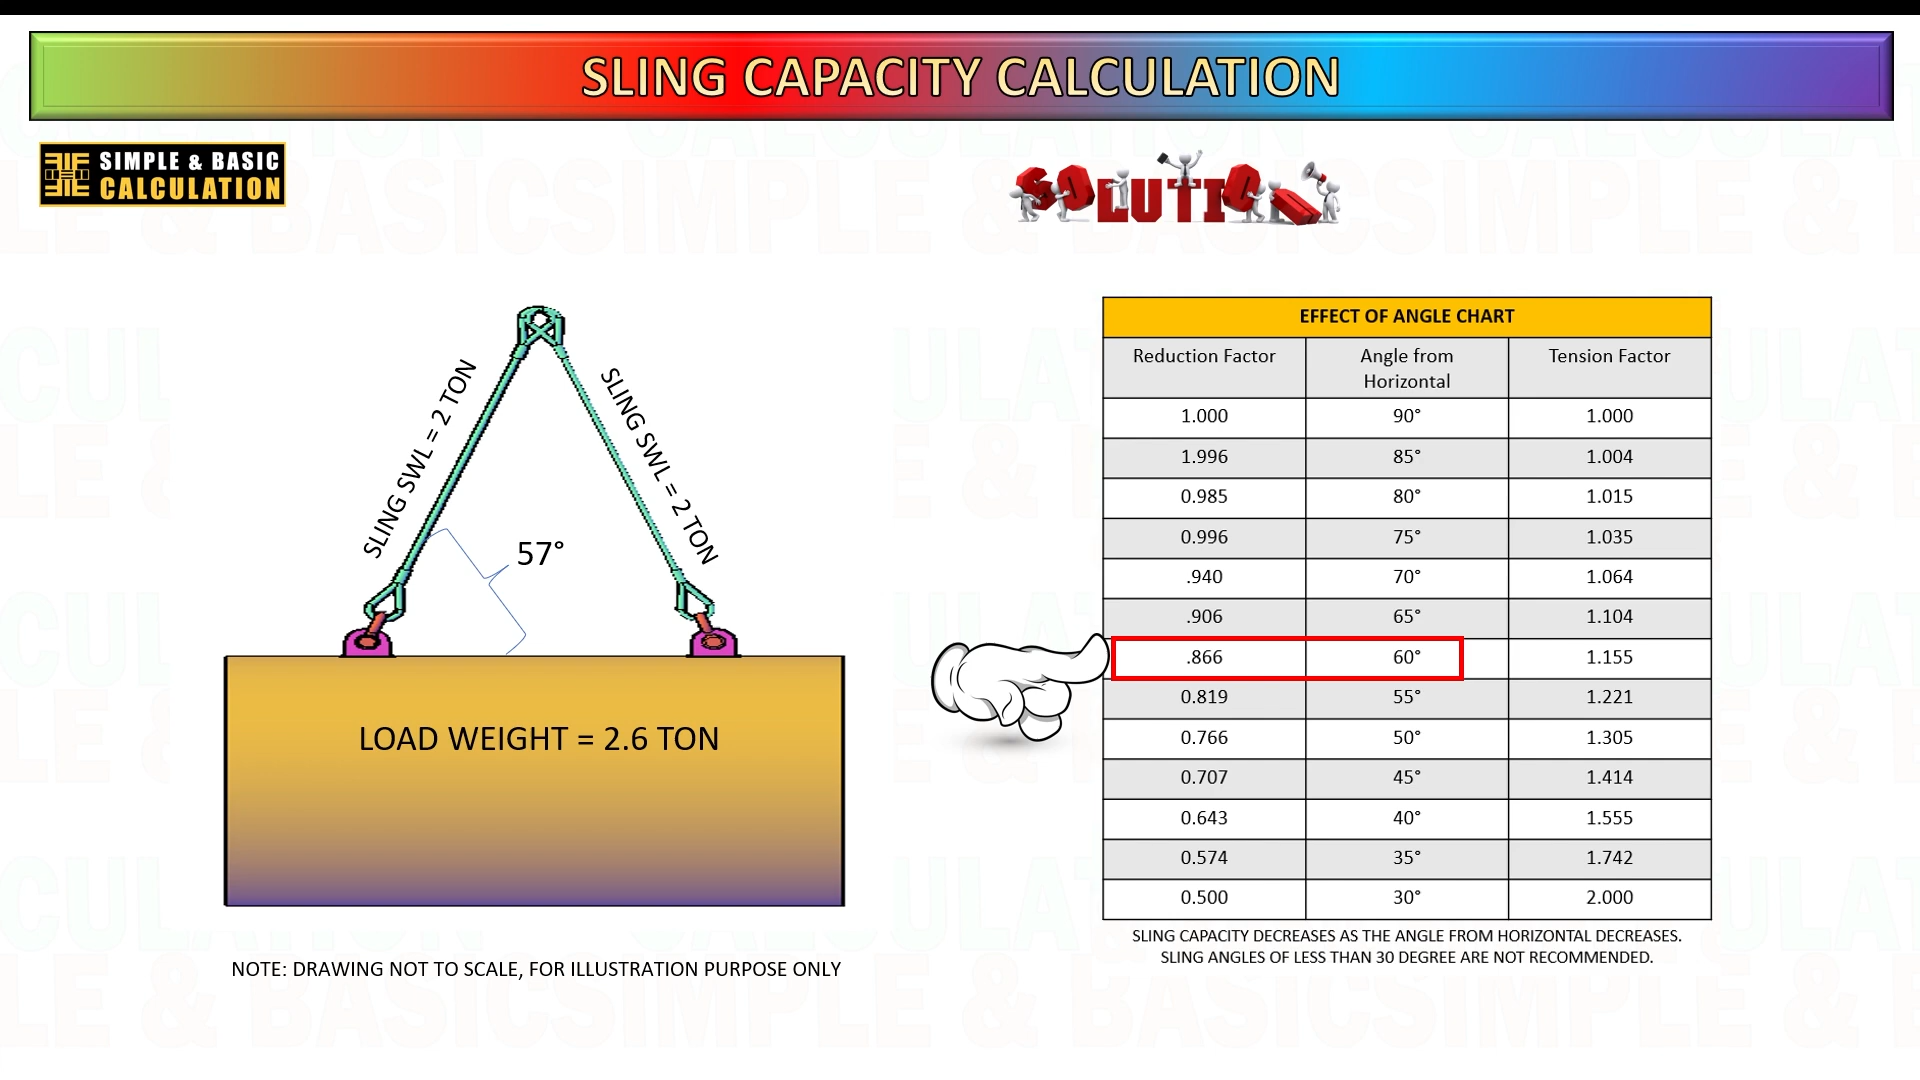 SLING CAPACITY CALCULATION
SIMPLE & BASIC
CALCULATION
SOLUTION
SLING SWL = 2 TON
SLING SWL = 2 TON
57°
LOAD WEIGHT = 2.6 TON
NOTE: DRAWING NOT TO SCALE, FOR ILLUSTRATION PURPOSE ONLY
EFFECT OF ANGLE CHART
Reduction Factor Angle from Horizontal Tension Factor
1.000 90° 1.000
1.996 85° 1.004
0.985 80° 1.015
0.996 75° 1.035
.940 70° 1.064
.906 65° 1.104
.866 60° 1.155
0.819 55° 1.221
0.766 50° 1.305
0.707 45° 1.414
0.643 40° 1.555
0.574 35° 1.742
0.500 30° 2.000
SLING CAPACITY DECREASES AS THE ANGLE FROM HORIZONTAL DECREASES.
SLING ANGLES OF LESS THAN 30 DEGREE ARE NOT RECOMMENDED.